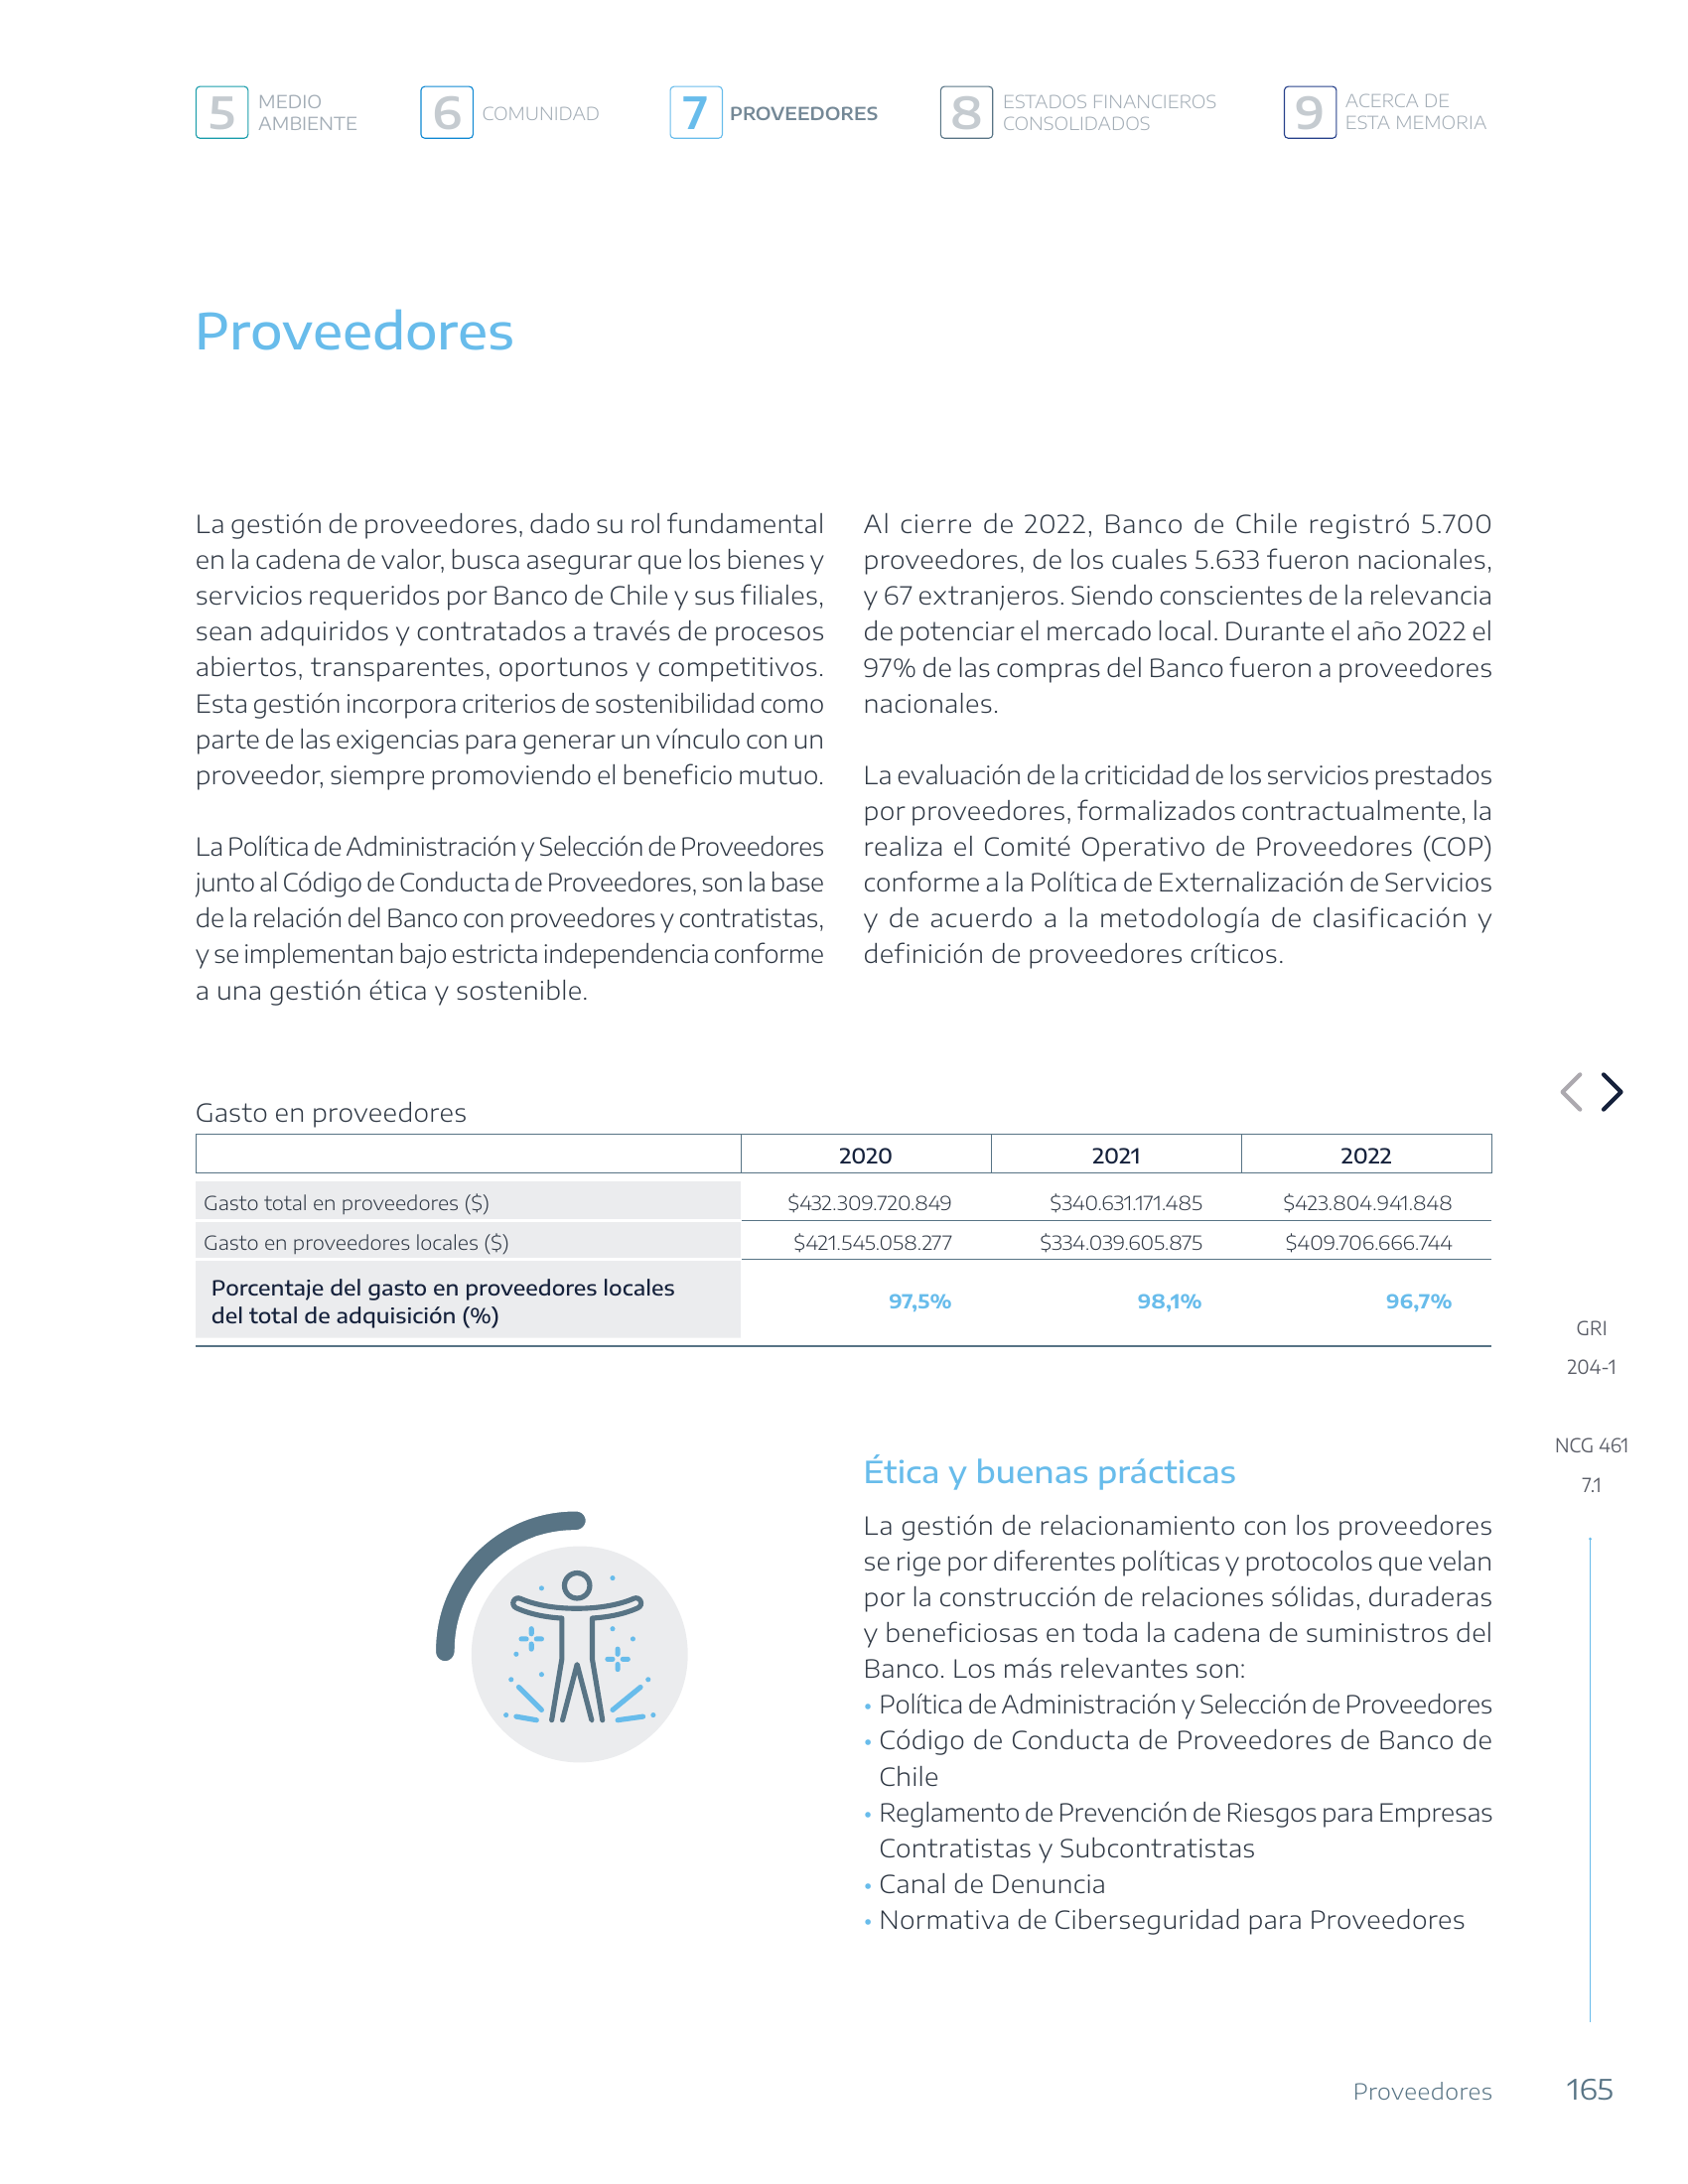 5 MEDIO
AMBIENTE
6 COMUNIDAD
7 PROVEEDORES
8 ESTADOS FINANCIEROS
CONSOLIDADOS
9 ACERCA DE
ESTA MEMORIA
Proveedores
La gestión de proveedores, dado su rol fundamental
en la cadena de valor, busca asegurar que los bienes y
servicios requeridos por Banco de Chile y sus filiales,
sean adquiridos y contratados a través de procesos
abiertos, transparentes, oportunos y competitivos.
Esta gestión incorpora criterios de sostenibilidad como
parte de las exigencias para generar un vínculo con un
proveedor, siempre promoviendo el beneficio mutuo.
La Política de Administración y Selección de Proveedores
junto al Código de Conducta de Proveedores, son la base
de la relación del Banco con proveedores y contratistas,
y se implementan bajo estricta independencia conforme
a una gestión ética y sostenible.
Al cierre de 2022, Banco de Chile registró 5.700
proveedores, de los cuales 5.633 fueron nacionales,
y 67 extranjeros. Siendo conscientes de la relevancia
de potenciar el mercado local. Durante el año 2022 el
97% de las compras del Banco fueron a proveedores
nacionales.
La evaluación de la criticidad de los servicios prestados
por proveedores, formalizados contractualmente, la
realiza el Comité Operativo de Proveedores (COP)
conforme a la Política de Externalización de Servicios
y de acuerdo a la metodología de clasificación y
definición de proveedores críticos.
Gasto en proveedores
2020 2021 2022
Gasto total en proveedores ($) $432.309.720.849 $340.631.171.485 $423.804.941.848
Gasto en proveedores locales ($) $421.545.058.277 $334.039.605.875 $409.706.666.744
Porcentaje del gasto en proveedores locales
del total de adquisición (%) 97,5% 98,1% 96,7%
GRI
204-1
NCG 461
7.1
Ética y buenas prácticas
La gestión de relacionamiento con los proveedores
se rige por diferentes políticas y protocolos que velan
por la construcción de relaciones sólidas, duraderas
y beneficiosas en toda la cadena de suministros del
Banco. Los más relevantes son:
• Política de Administración y Selección de Proveedores
• Código de Conducta de Proveedores de Banco de
Chile
• Reglamento de Prevención de Riesgos para Empresas
Contratistas y Subcontratistas
• Canal de Denuncia
• Normativa de Ciberseguridad para Proveedores
Proveedores 165